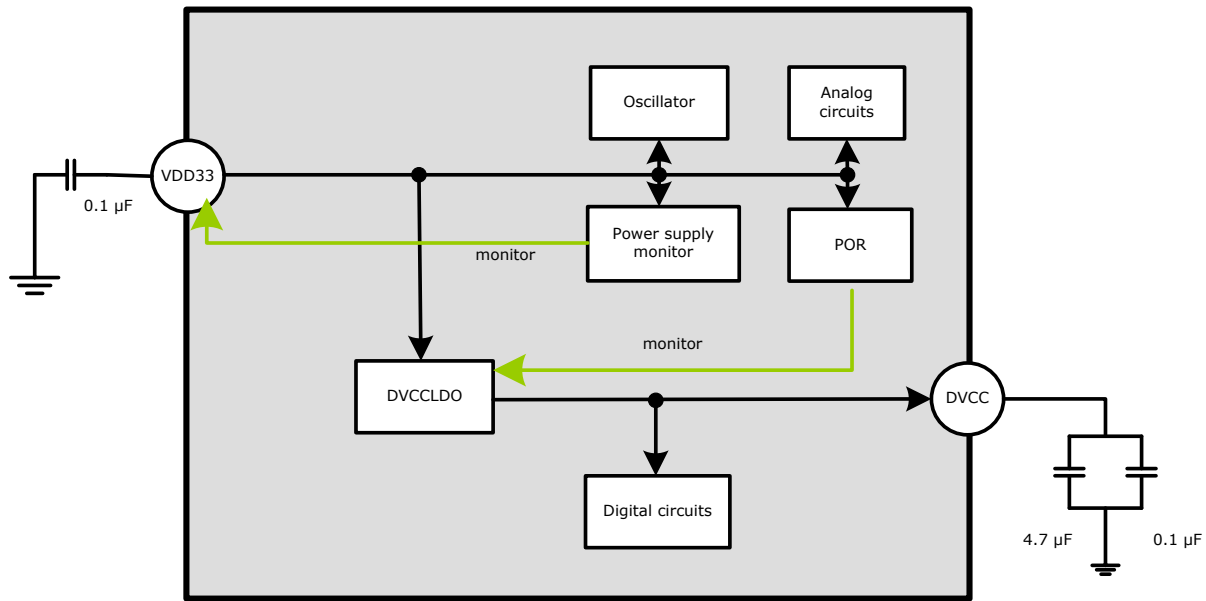 Oscillator
Analog
circuits
VDD33
0.1 µF
Power supply
monitor
POR
monitor
monitor
DVCCLDO
DVCC
Digital circuits
4.7 µF
0.1 µF